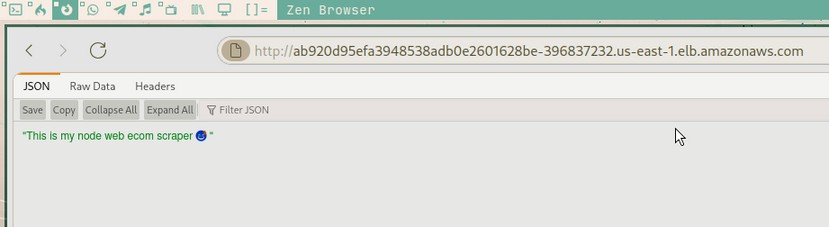 []= Zen Browser
http://ab920d95efa3948538adb0e2601628be-396837232.us-east-1.elb.amazonaws.com
JSON Raw Data Headers
Save Copy Collapse All Expand All Filter JSON
"This is my node web ecom scraper 🌚"